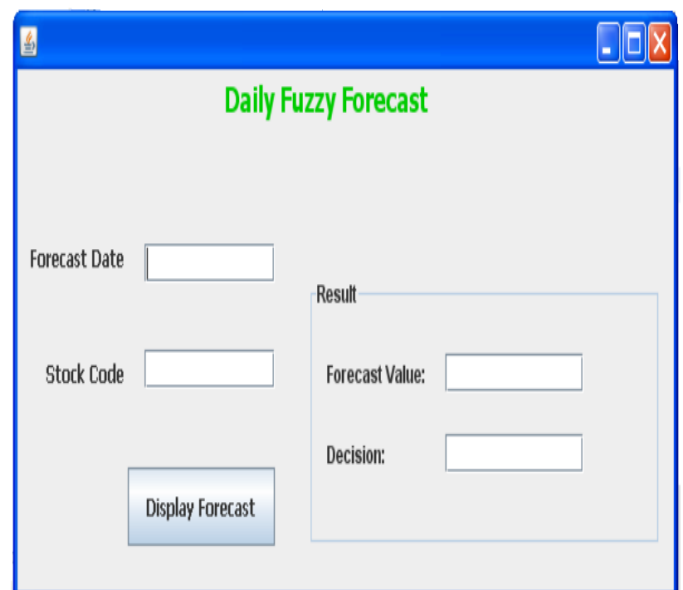 Daily Fuzzy Forecast
Forecast Date
Stock Code
Display Forecast
Result
Forecast Value:
Decision: